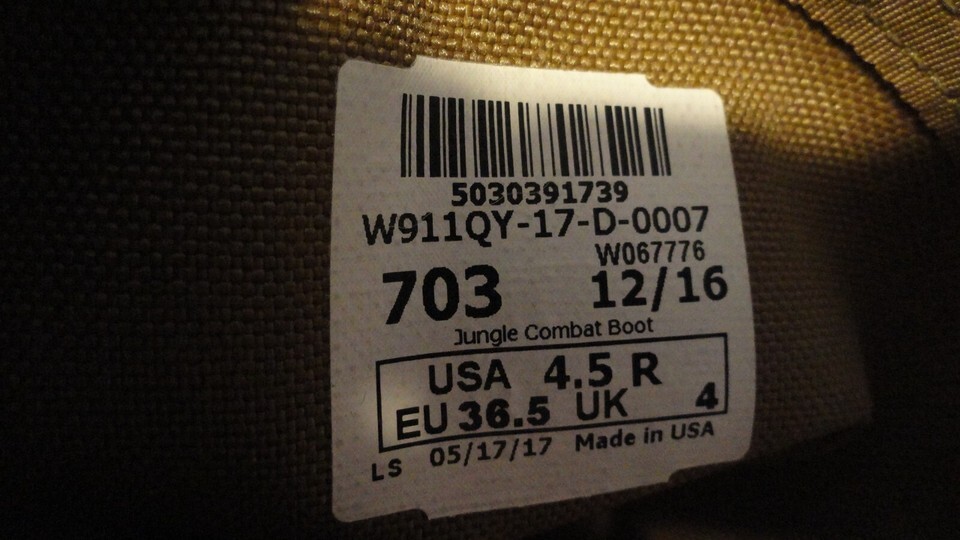 5030391739
W911QY-17-D-0007
W067776
703 12/16
Jungle Combat Boot
USA 4.5 R
EU 36.5 UK 4
LS 05/17/17 Made in USA